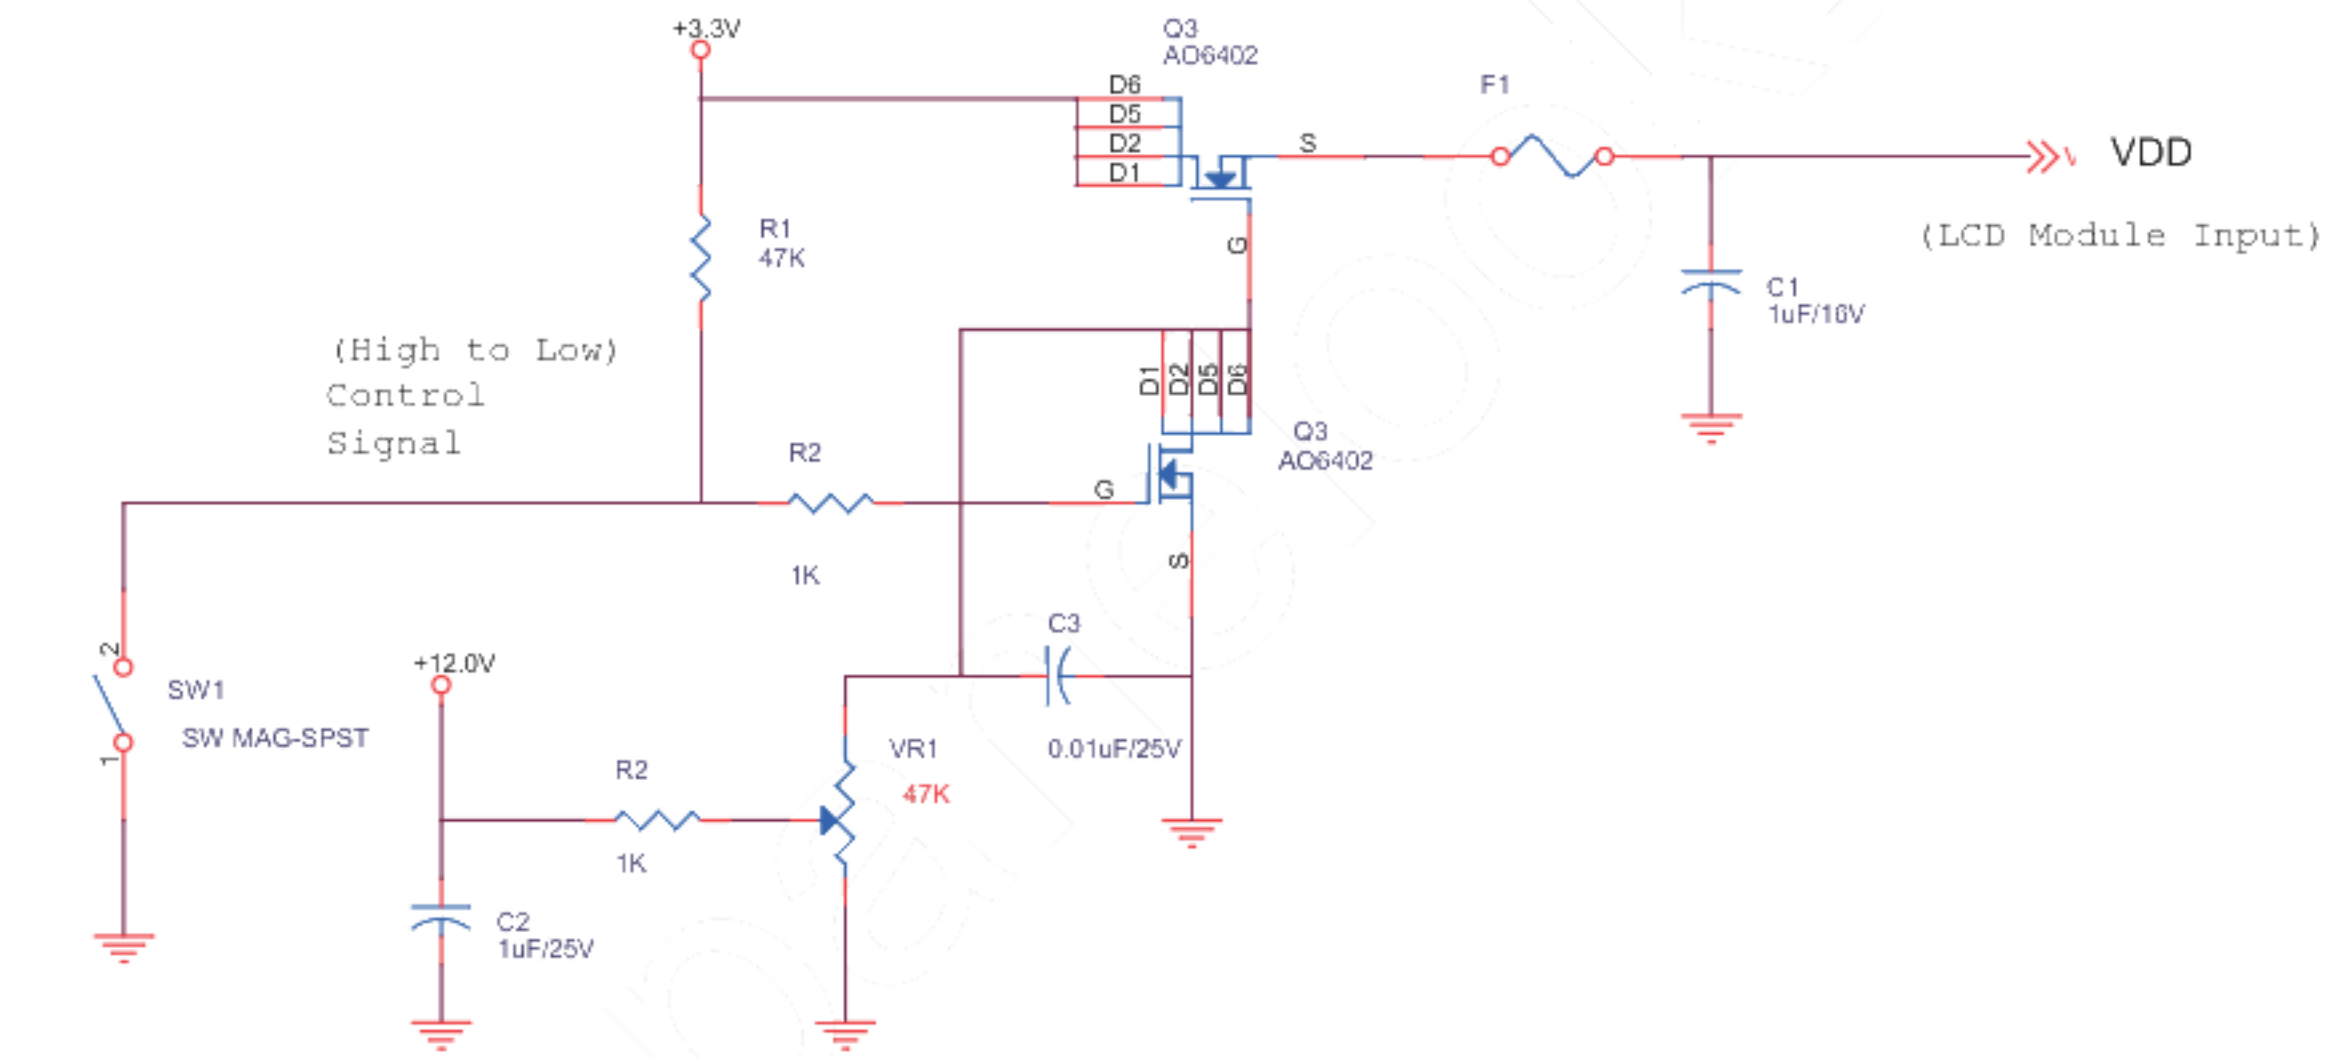 +3.3V
Q3
AO6402
D6
D5
D2
D1
S
F1
VDD
(LCD Module Input)
G
R1
47K
C1
1uF/16V
(High to Low)
Control
Signal
D1
D2
D5
D6
Q3
AO6402
R2
G
1K
S
2
SW1
SW MAG-SPST
1
+12.0V
C3
0.01uF/25V
VR1
47K
R2
1K
C2
1uF/25V